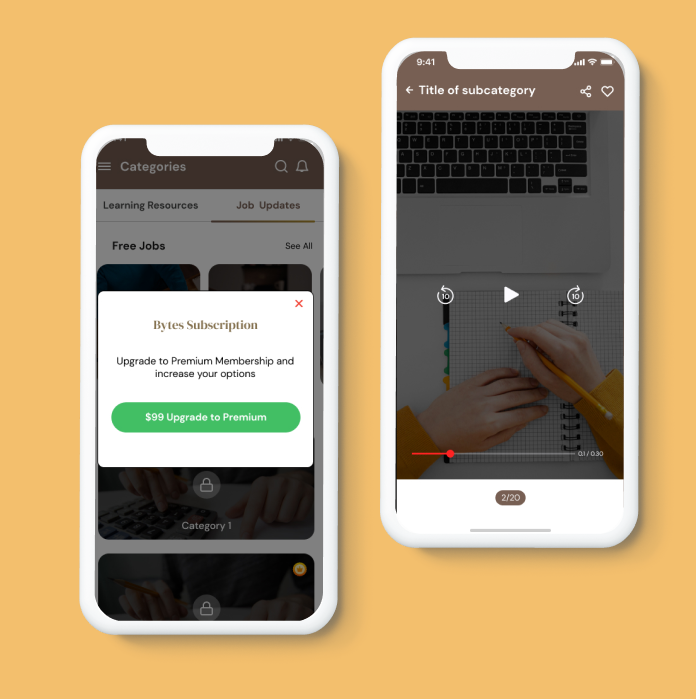 Categories
Learning Resources
Job Updates
Free Jobs
See All
Bytes Subscription
Upgrade to Premium Membership and
increase your options
$99 Upgrade to Premium
Category 1
9:41
Title of subcategory
10
10
0.1 / 0:30
2/20